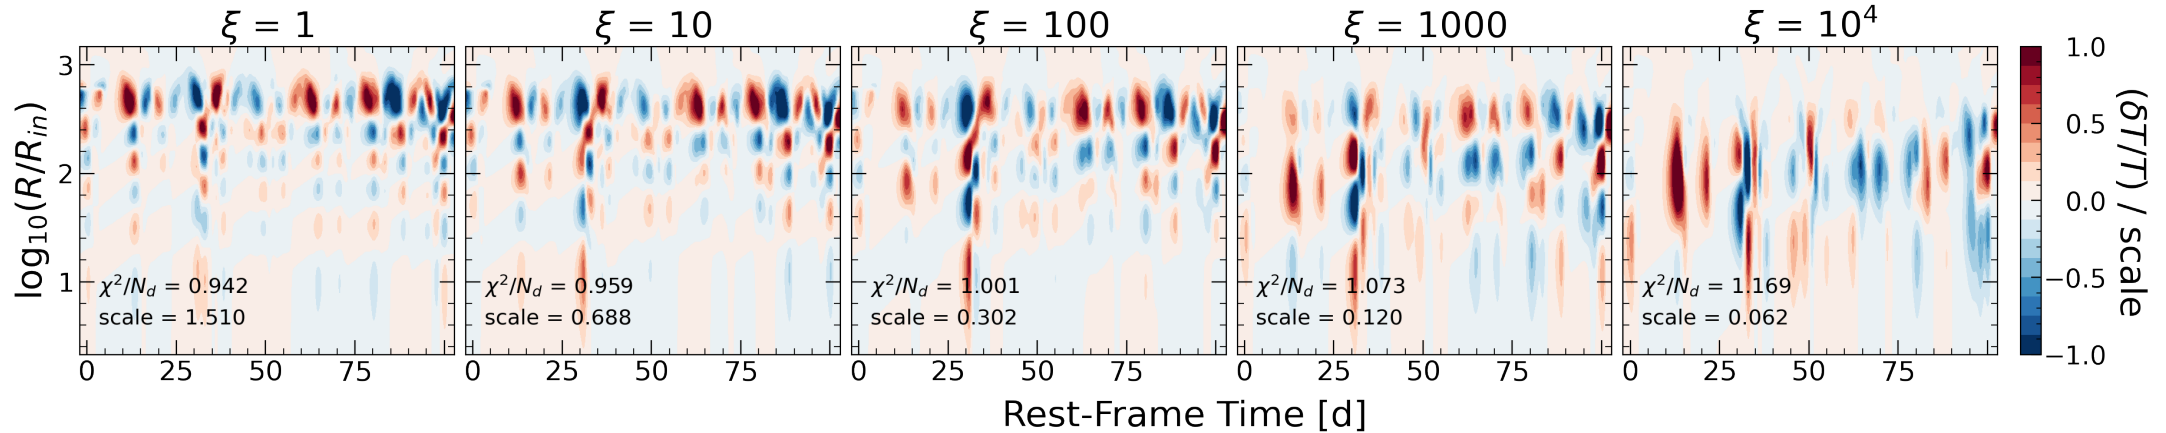 ξ = 1
ξ = 10
ξ = 100
ξ = 1000
ξ = 10⁴
log₁₀(R/Rᵢₙ)
3
2
1
χ²/N_d = 0.942
scale = 1.510
χ²/N_d = 0.959
scale = 0.688
χ²/N_d = 1.001
scale = 0.302
χ²/N_d = 1.073
scale = 0.120
χ²/N_d = 1.169
scale = 0.062
0 25 50 75
0 25 50 75
0 25 50 75
0 25 50 75
0 25 50 75
Rest-Frame Time [d]
1.0
0.5
0.0
−0.5
−1.0
(δT/T) / scale